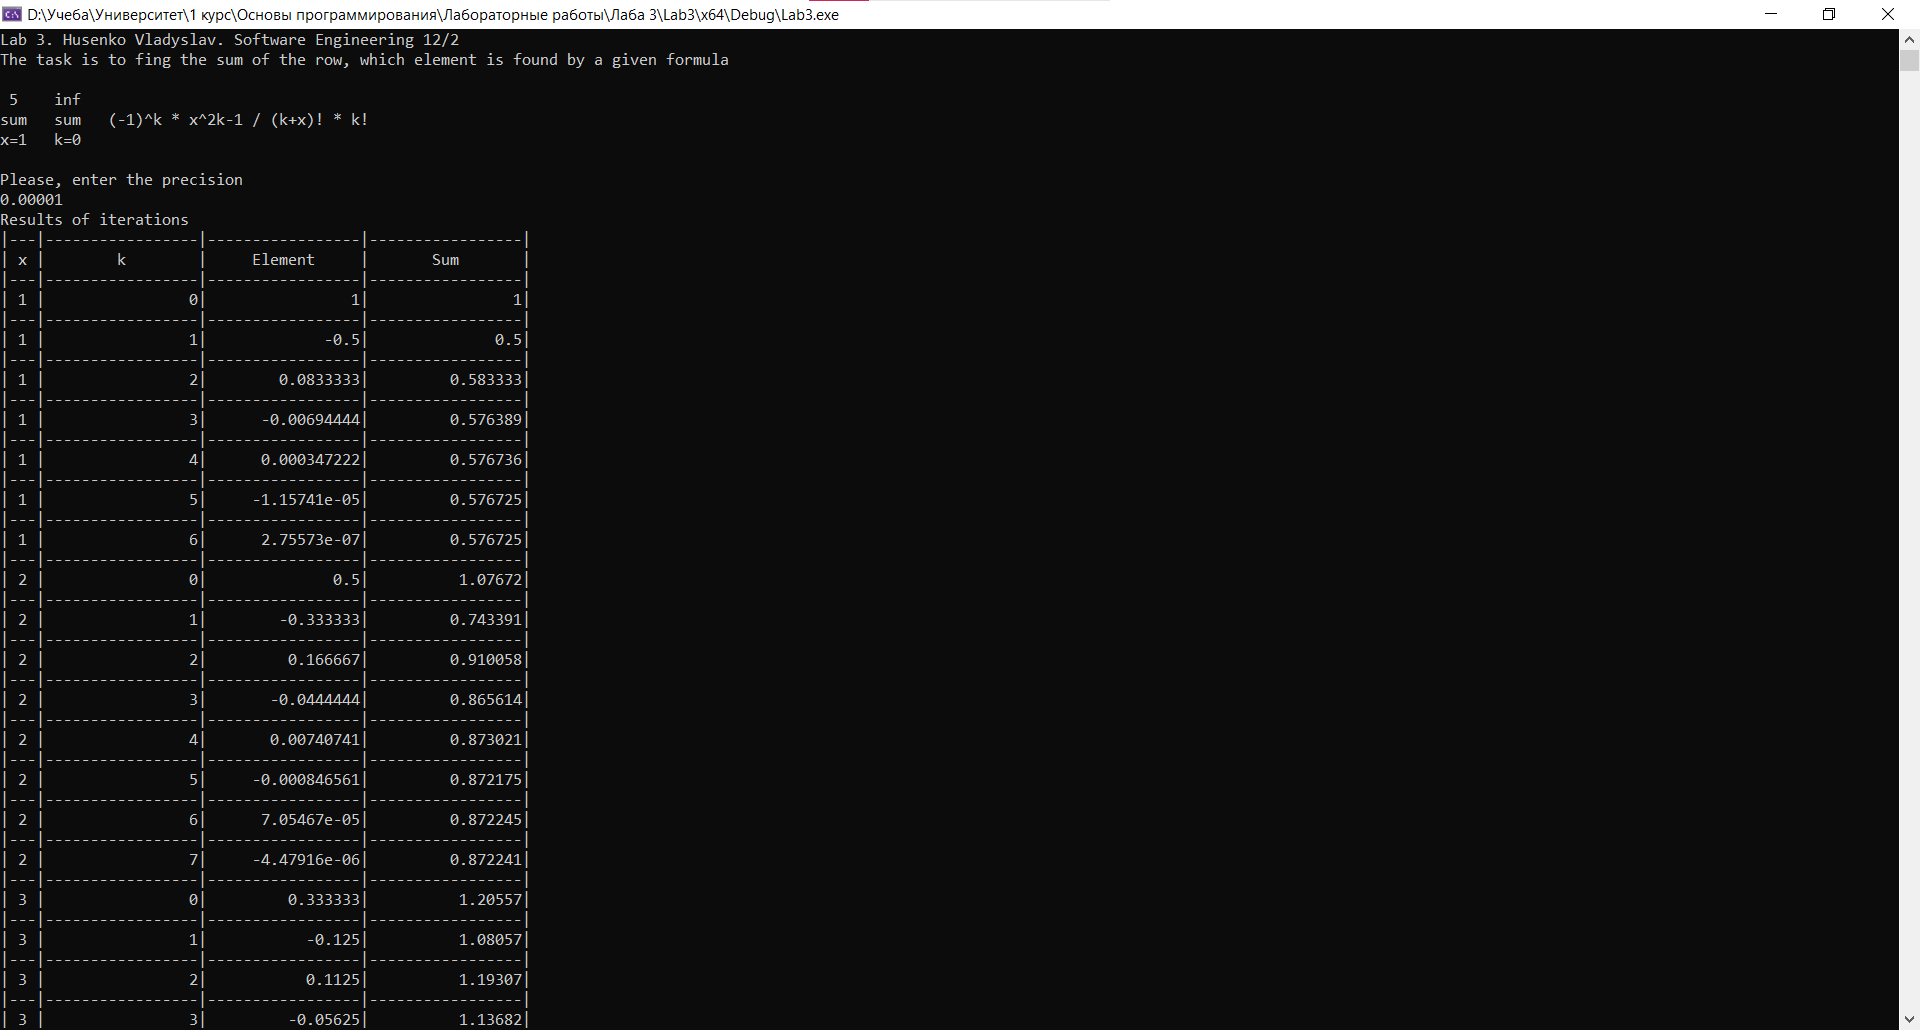 D:\Учеба\Университет\1 курс\Основы программирования\Лабораторные работы\Лаба 3\Lab3\x64\Debug\Lab3.exe
Lab 3. Husenko Vladyslav. Software Engineering 12/2
The task is to fing the sum of the row, which element is found by a given formula
 5    inf
sum   sum   (-1)^k * x^2k-1 / (k+x)! * k!
x=1   k=0
Please, enter the precision
0.00001
Results of iterations
|---|-----------------|-----------------|-----------------|
| x |        k        |     Element     |       Sum       |
|---|-----------------|-----------------|-----------------|
| 1 |                0|                1|                1|
|---|-----------------|-----------------|-----------------|
| 1 |                1|             -0.5|              0.5|
|---|-----------------|-----------------|-----------------|
| 1 |                2|        0.0833333|         0.583333|
|---|-----------------|-----------------|-----------------|
| 1 |                3|      -0.00694444|         0.576389|
|---|-----------------|-----------------|-----------------|
| 1 |                4|      0.000347222|         0.576736|
|---|-----------------|-----------------|-----------------|
| 1 |                5|     -1.15741e-05|         0.576725|
|---|-----------------|-----------------|-----------------|
| 1 |                6|      2.75573e-07|         0.576725|
|---|-----------------|-----------------|-----------------|
| 2 |                0|              0.5|          1.07672|
|---|-----------------|-----------------|-----------------|
| 2 |                1|        -0.333333|         0.743391|
|---|-----------------|-----------------|-----------------|
| 2 |                2|         0.166667|         0.910058|
|---|-----------------|-----------------|-----------------|
| 2 |                3|       -0.0444444|         0.865614|
|---|-----------------|-----------------|-----------------|
| 2 |                4|       0.00740741|         0.873021|
|---|-----------------|-----------------|-----------------|
| 2 |                5|     -0.000846561|         0.872175|
|---|-----------------|-----------------|-----------------|
| 2 |                6|      7.05467e-05|         0.872245|
|---|-----------------|-----------------|-----------------|
| 2 |                7|     -4.47916e-06|         0.872241|
|---|-----------------|-----------------|-----------------|
| 3 |                0|         0.333333|          1.20557|
|---|-----------------|-----------------|-----------------|
| 3 |                1|           -0.125|          1.08057|
|---|-----------------|-----------------|-----------------|
| 3 |                2|           0.1125|          1.19307|
|---|-----------------|-----------------|-----------------|
| 3 |                3|         -0.05625|          1.13682|